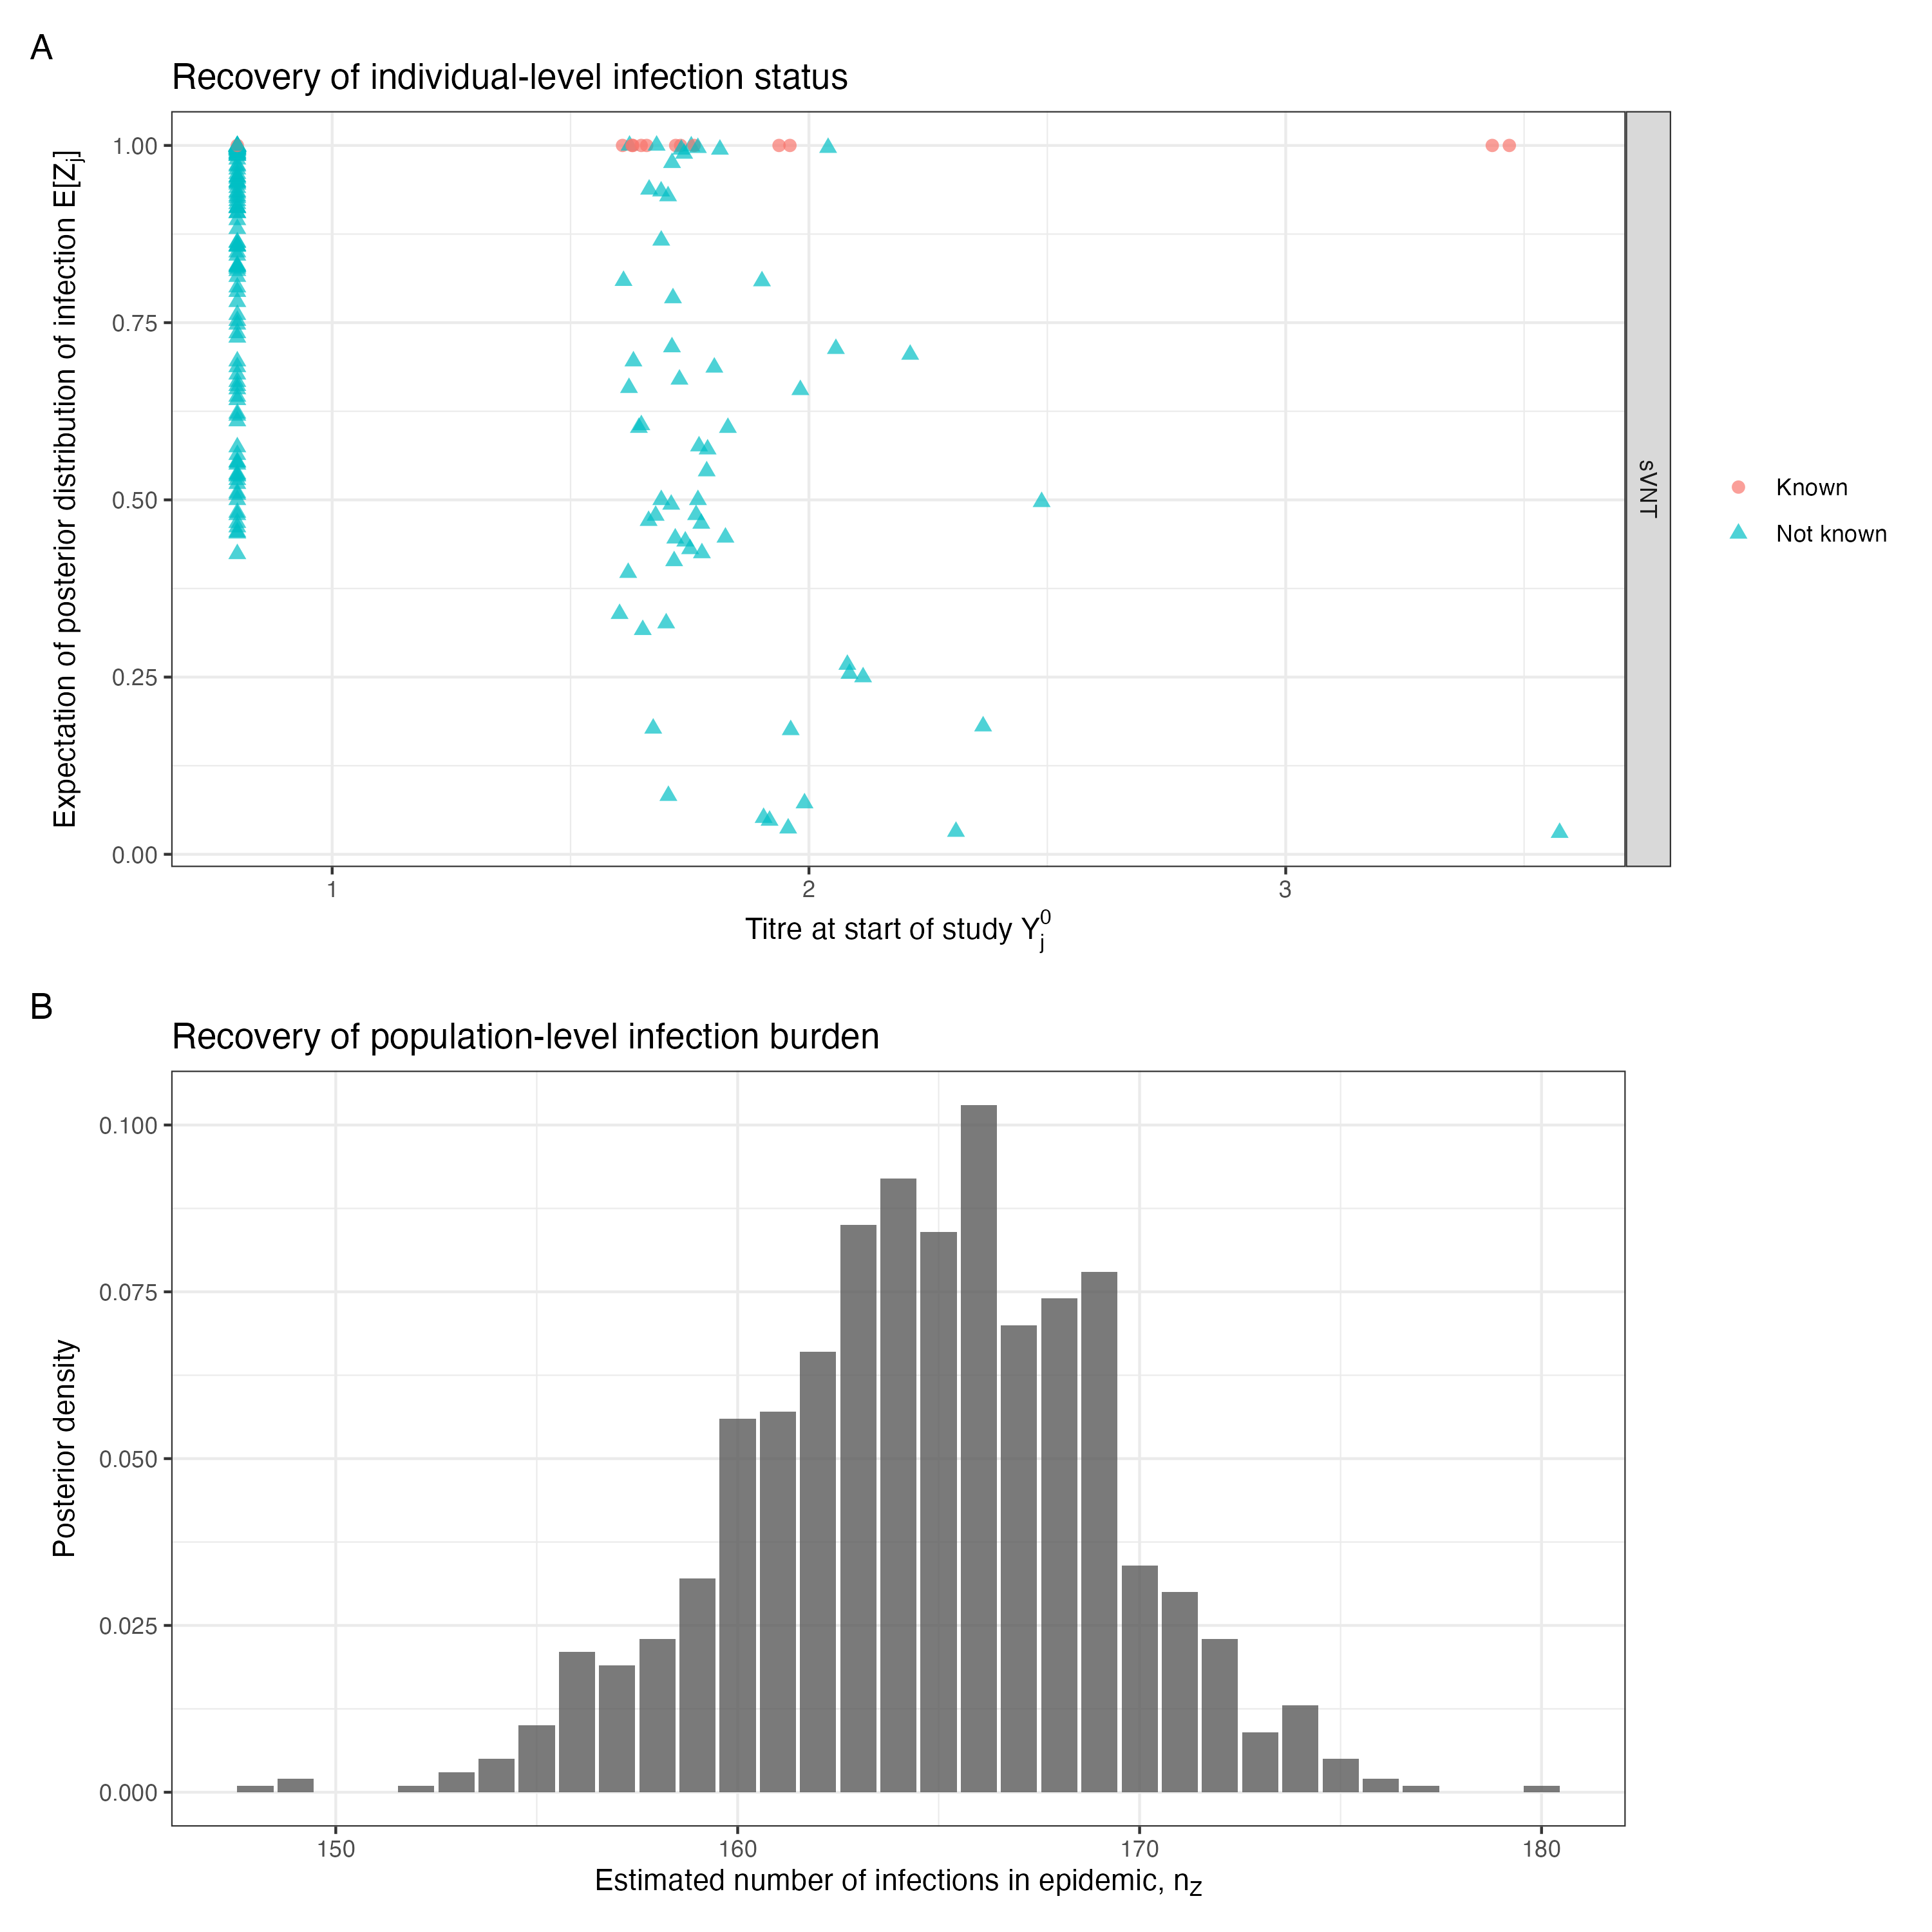 A
Recovery of individual-level infection status
Expectation of posterior distribution of infection E[Zj]
1.00
0.75
0.50
0.25
0.00
1 2 3
Titre at start of study Yj0
sVNT
Known
Not known
B
Recovery of population-level infection burden
Posterior density
0.100
0.075
0.050
0.025
0.000
150 160 170 180
Estimated number of infections in epidemic, nZ